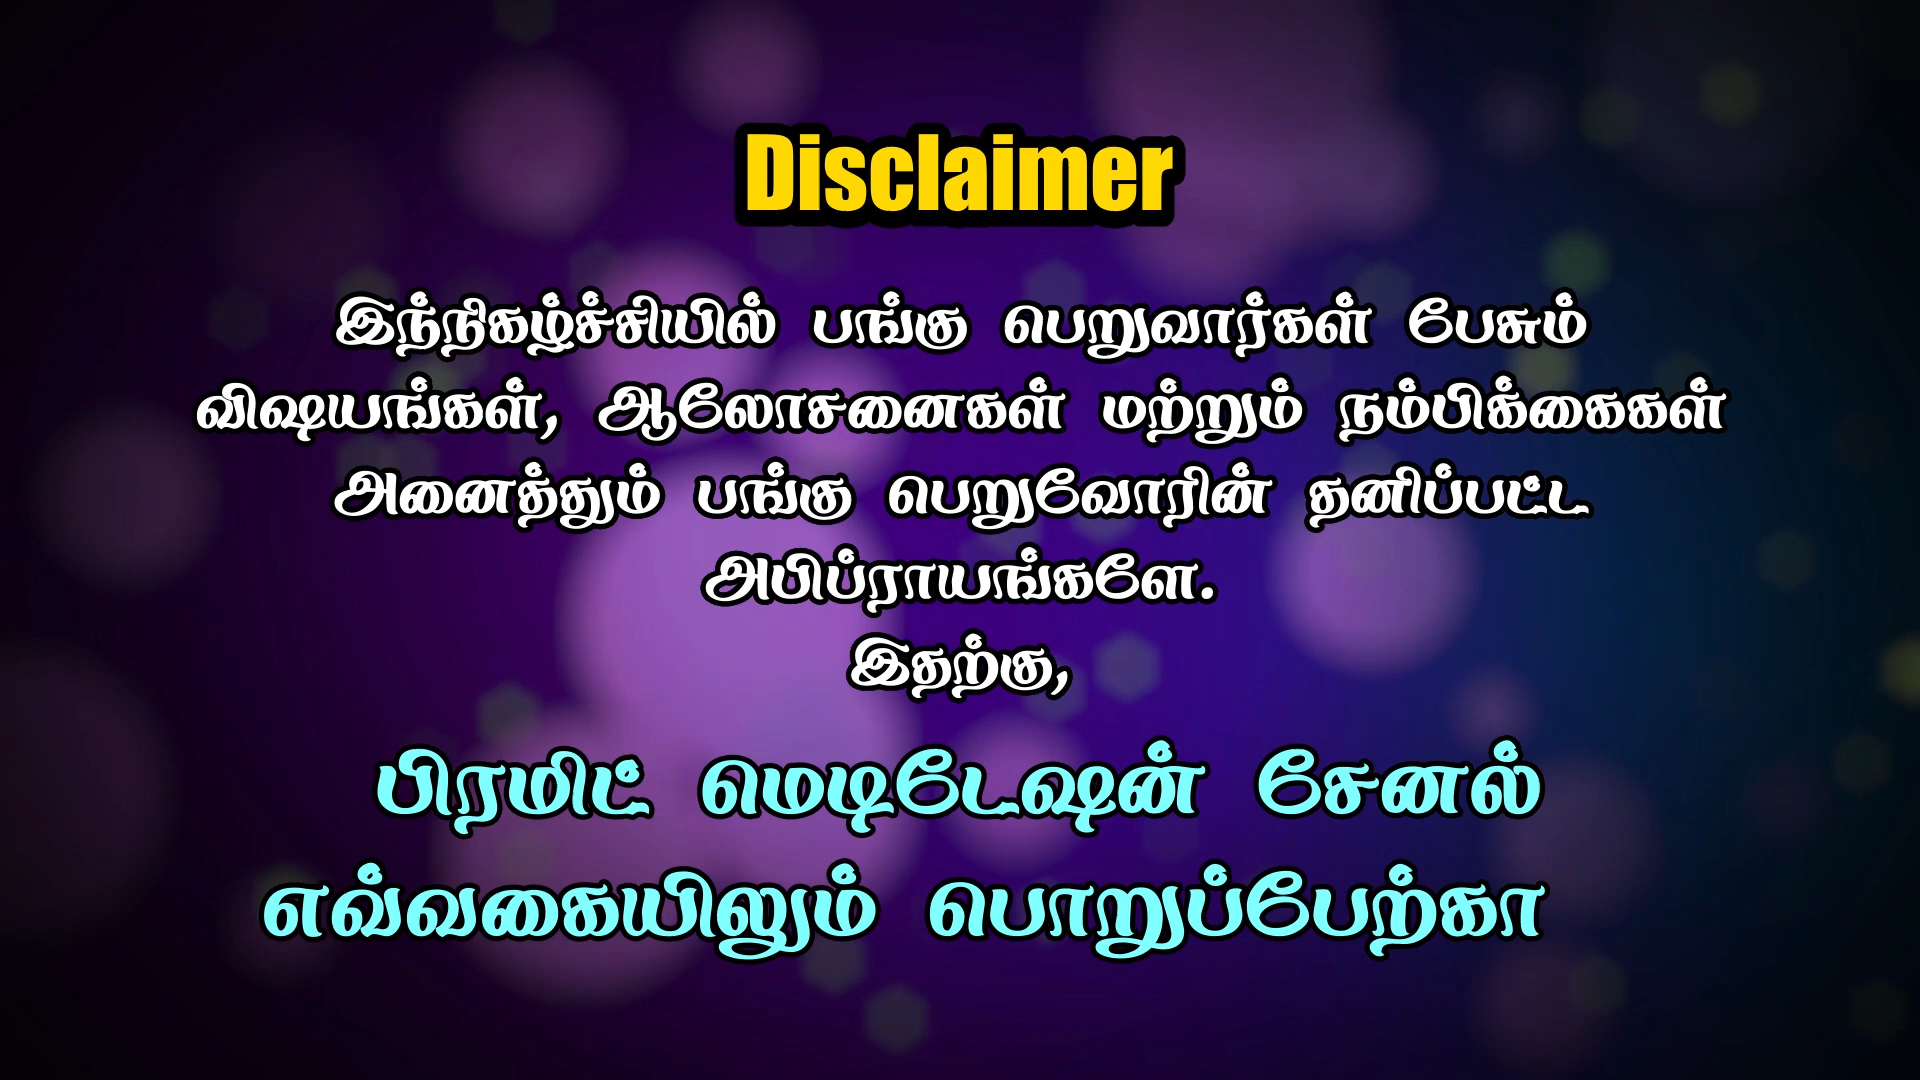 Disclaimer
இந்நிகழ்ச்சியில் பங்கு பெறுவார்கள் பேசும்
விஷயங்கள், ஆலோசனைகள் மற்றும் நம்பிக்கைகள்
அனைத்தும் பங்கு பெறுவோரின் தனிப்பட்ட
அபிப்ராயங்களே.
இதற்கு,
பிரமிட் மெடிடேஷன் சேனல்
எவ்வகையிலும் பொறுப்பேற்கா